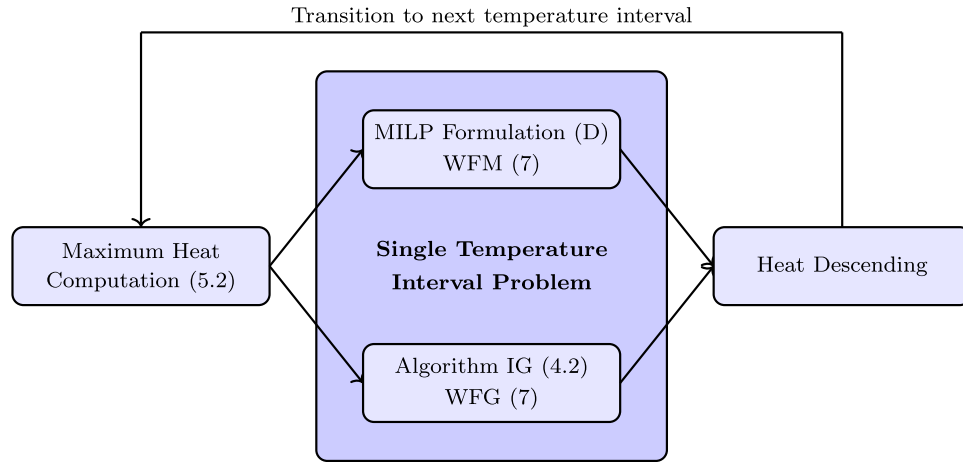 Transition to next temperature interval
MILP Formulation (D)
WFM (7)
Maximum Heat
Computation (5.2)
Single Temperature
Interval Problem
Heat Descending
Algorithm IG (4.2)
WFG (7)